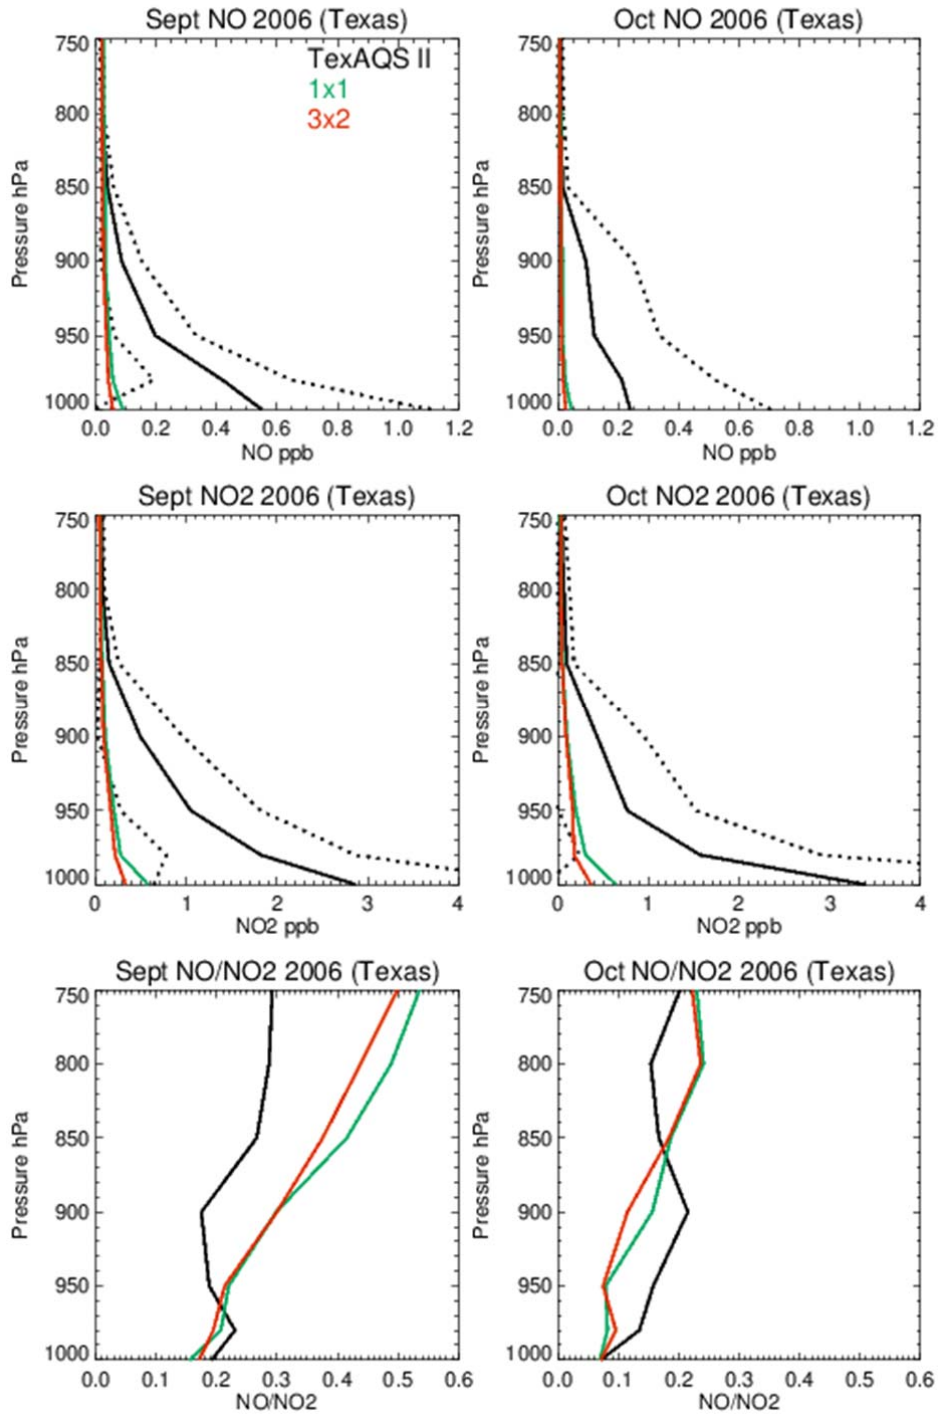 Sept NO 2006 (Texas)
750
800
850
900
950
1000
Pressure hPa
TexAQS II
1x1
3x2
0.0 0.2 0.4 0.6 0.8 1.0 1.2
NO ppb
Oct NO 2006 (Texas)
750
800
850
900
950
1000
Pressure hPa
0.0 0.2 0.4 0.6 0.8 1.0 1.2
NO ppb
Sept NO2 2006 (Texas)
750
800
850
900
950
1000
Pressure hPa
0 1 2 3 4
NO2 ppb
Oct NO2 2006 (Texas)
750
800
850
900
950
1000
Pressure hPa
0 1 2 3 4
NO2 ppb
Sept NO/NO2 2006 (Texas)
750
800
850
900
950
1000
Pressure hPa
0.0 0.1 0.2 0.3 0.4 0.5 0.6
NO/NO2
Oct NO/NO2 2006 (Texas)
750
800
850
900
950
1000
Pressure hPa
0.0 0.1 0.2 0.3 0.4 0.5 0.6
NO/NO2